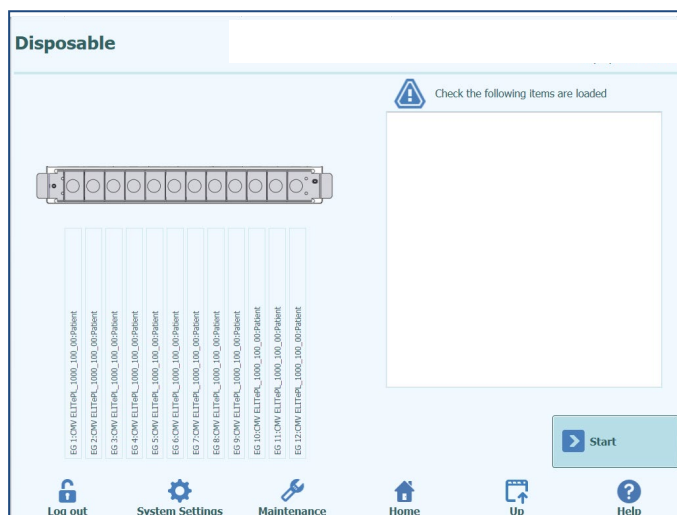 Disposable
Check the following items are loaded
EG 1:CMV ELITePL_1000_100_00:Patient
EG 2:CMV ELITePL_1000_100_00:Patient
EG 3:CMV ELITePL_1000_100_00:Patient
EG 4:CMV ELITePL_1000_100_00:Patient
EG 5:CMV ELITePL_1000_100_00:Patient
EG 6:CMV ELITePL_1000_100_00:Patient
EG 7:CMV ELITePL_1000_100_00:Patient
EG 8:CMV ELITePL_1000_100_00:Patient
EG 9:CMV ELITePL_1000_100_00:Patient
EG 10:CMV ELITePL_1000_100_00:Patient
EG 11:CMV ELITePL_1000_100_00:Patient
EG 12:CMV ELITePL_1000_100_00:Patient
Start
Log out System Settings Maintenance Home Up Help